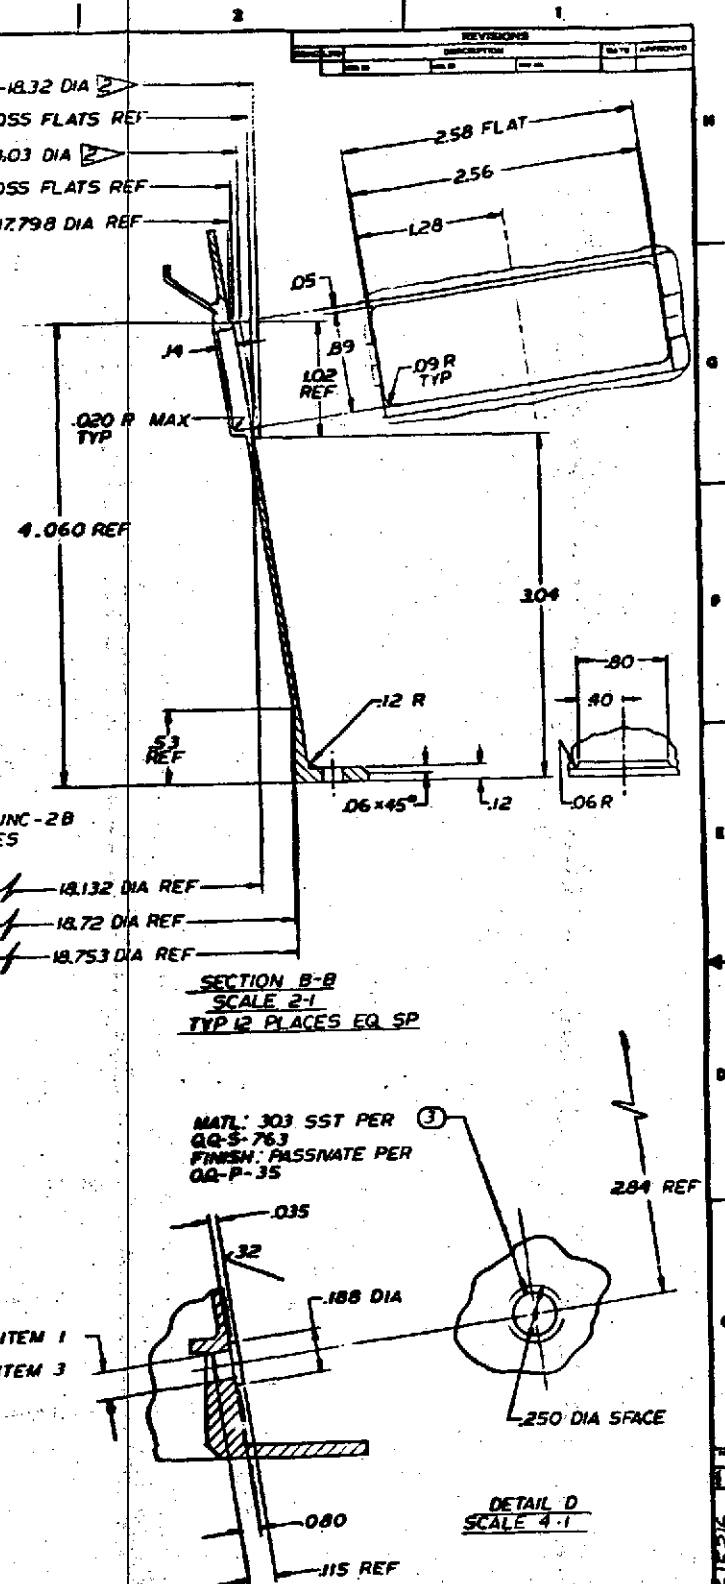 2
1
REVISIONS
DESCRIPTION
DATE
APPROVED
18.32 DIA 2
OSS FLATS REF
.03 DIA 2
OSS FLATS REF
17.798 DIA REF
2.58 FLAT
2.56
1.28
.05
.14
.89
1.02
REF
.09 R
TYP
.020 R MAX
TYP
H
G
F
E
D
4.060 REF
3.04
.80
.40
.12 R
.53
REF
.06 × 45°
.12
.06 R
UNC-2B
ES
18.132 DIA REF
18.72 DIA REF
18.753 DIA REF
SECTION B-B
SCALE 2-1
TYP 12 PLACES EQ SP
MATL: 303 SST PER
QQ-S-763
FINISH: PASSIVATE PER
QQ-P-35
3
2.84 REF
.035
.32
.188 DIA
ITEM 1
ITEM 3
.250 DIA SFACE
.080
.115 REF
DETAIL D
SCALE 4-1